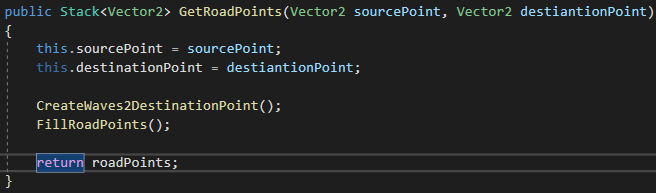 public Stack<Vector2> GetRoadPoints(Vector2 sourcePoint, Vector2 destiantionPoint)
{
    this.sourcePoint = sourcePoint;
    this.destinationPoint = destiantionPoint;

    CreateWaves2DestinationPoint();
    FillRoadPoints();

    return roadPoints;
}